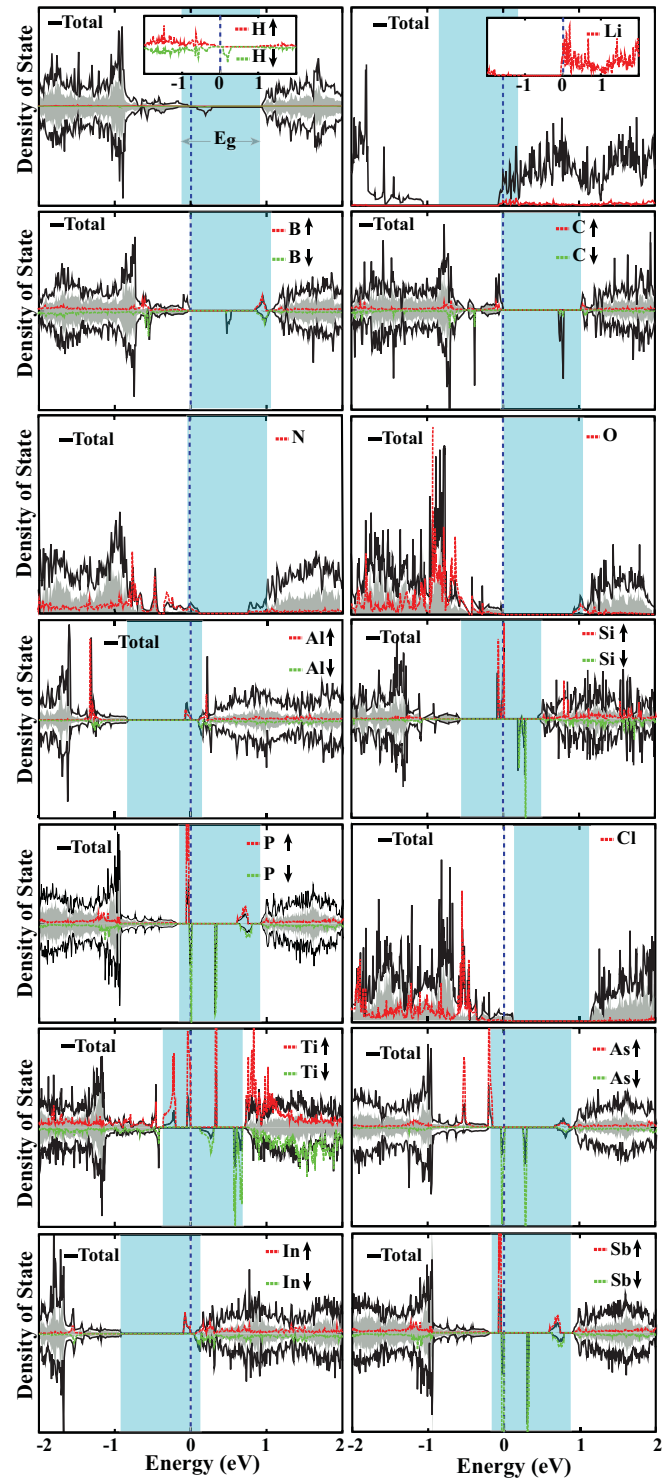 Total
H↑
H↓
-1 0 1
Eg
Density of State
Total
Li
-1 0 1
Total
B↑
B↓
Density of State
Total
C↑
C↓
Total
N
Density of State
Total
O
Total
Al↑
Al↓
Density of State
Total
Si↑
Si↓
Total
P↑
P↓
Density of State
Total
Cl
Total
Ti↑
Ti↓
Density of State
Total
As↑
As↓
Total
In↑
In↓
Density of State
Total
Sb↑
Sb↓
-2 -1 0 1 2
-2 -1 0 1 2
Energy (eV)
Energy (eV)